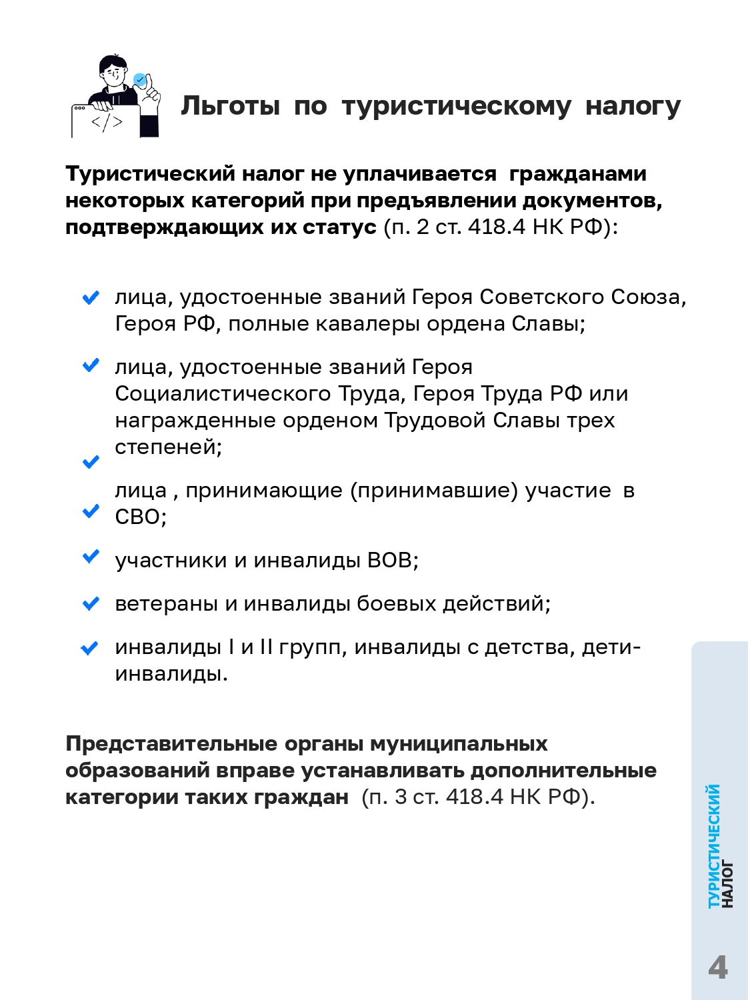 Льготы по туристическому налогу
Туристический налог не уплачивается гражданами
некоторых категорий при предъявлении документов,
подтверждающих их статус (п. 2 ст. 418.4 НК РФ):
лица, удостоенные званий Героя Советского Союза,
Героя РФ, полные кавалеры ордена Славы;
лица, удостоенные званий Героя
Социалистического Труда, Героя Труда РФ или
награжденные орденом Трудовой Славы трех
степеней;
лица , принимающие (принимавшие) участие в
СВО;
участники и инвалиды ВОВ;
ветераны и инвалиды боевых действий;
инвалиды I и II групп, инвалиды с детства, дети-
инвалиды.
Представительные органы муниципальных
образований вправе устанавливать дополнительные
категории таких граждан (п. 3 ст. 418.4 НК РФ).
ТУРИСТИЧЕСКИЙ
НАЛОГ
4